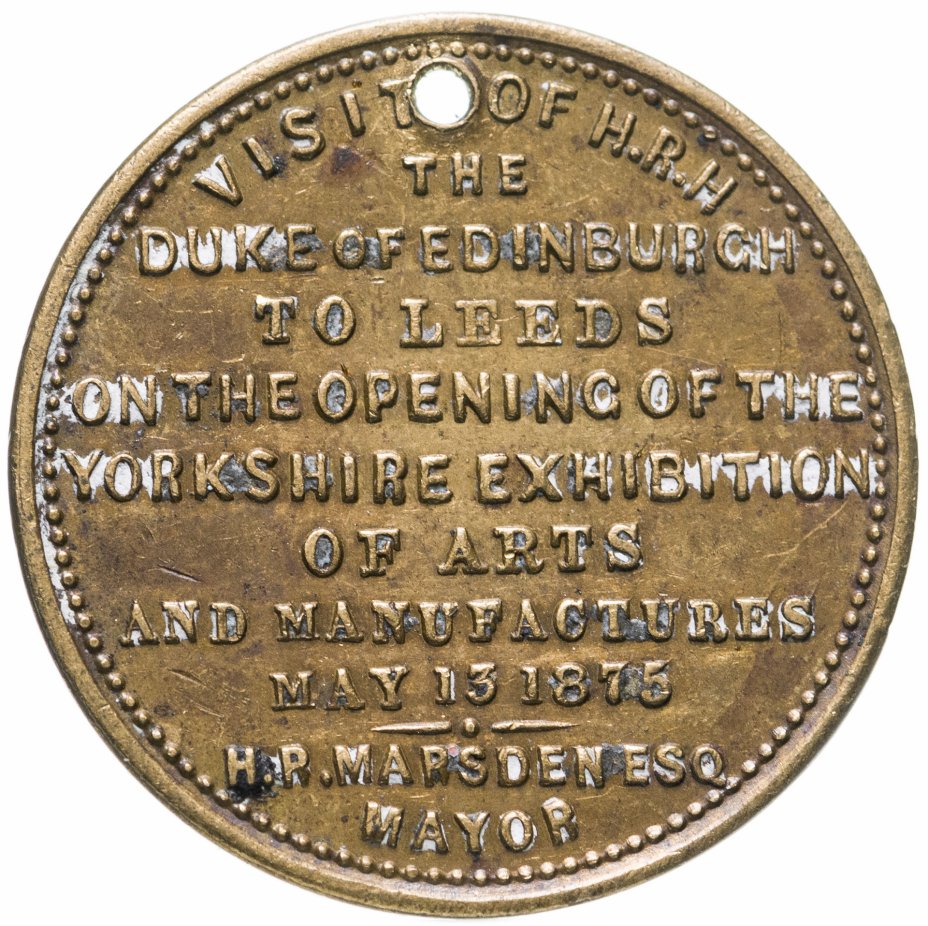 VISIT OF H.R.H
THE
DUKE OF EDINBURGH
TO LEEDS
ON THE OPENING OF THE
YORKSHIRE EXHIBITION
OF ARTS
AND MANUFACTURES
MAY 13 1875
H.R.MARSDEN ESQ
MAYOR